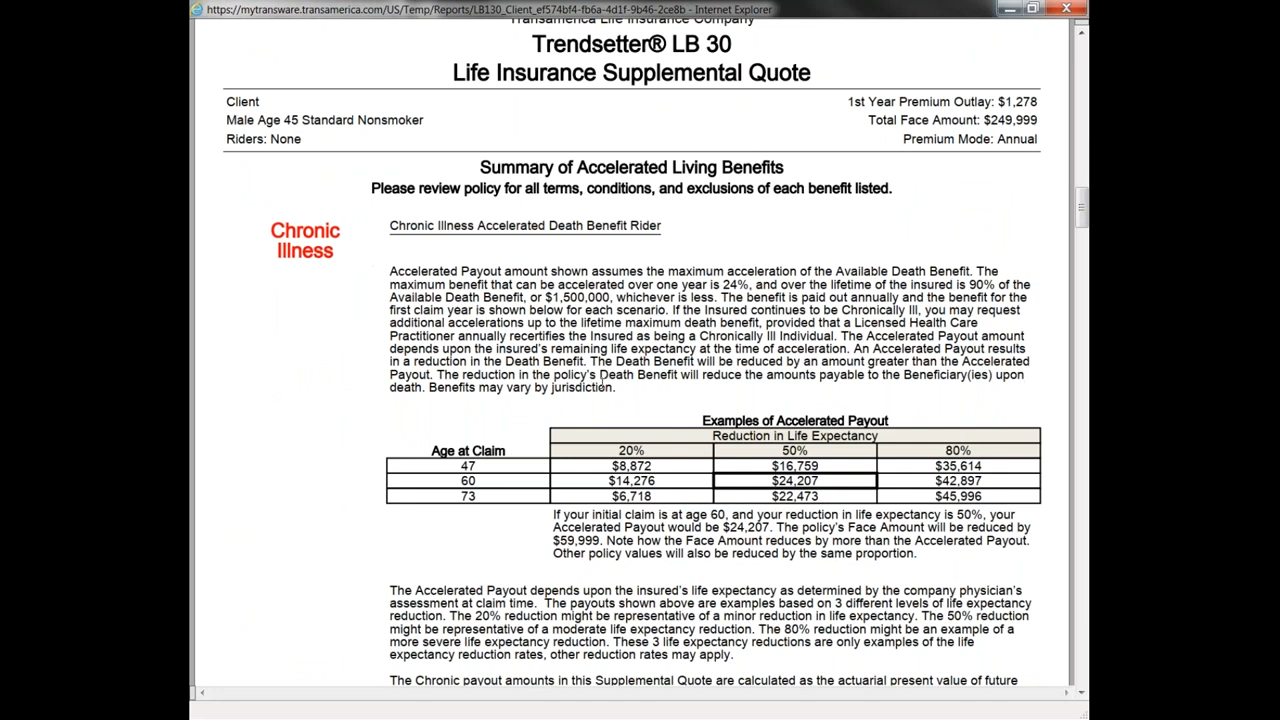 https://mytransware.transamerica.com/US/Temp/Reports/LB130_Client_ef574bf4-fb6a-4d1f-9b46-2ce8b - Internet Explorer
Transamerica Life Insurance Company
Trendsetter® LB 30
Life Insurance Supplemental Quote
Client
1st Year Premium Outlay: $1,278
Male Age 45 Standard Nonsmoker
Total Face Amount: $249,999
Riders: None
Premium Mode: Annual
Summary of Accelerated Living Benefits
Please review policy for all terms, conditions, and exclusions of each benefit listed.
Chronic
Illness
Chronic Illness Accelerated Death Benefit Rider
Accelerated Payout amount shown assumes the maximum acceleration of the Available Death Benefit. The
maximum benefit that can be accelerated over one year is 24%, and over the lifetime of the insured is 90% of the
Available Death Benefit, or $1,500,000, whichever is less. The benefit is paid out annually and the benefit for the
first claim year is shown below for each scenario. If the Insured continues to be Chronically Ill, you may request
additional accelerations up to the lifetime maximum death benefit, provided that a Licensed Health Care
Practitioner annually recertifies the Insured as being a Chronically Ill Individual. The Accelerated Payout amount
depends upon the insured's remaining life expectancy at the time of acceleration. An Accelerated Payout results
in a reduction in the Death Benefit. The Death Benefit will be reduced by an amount greater than the Accelerated
Payout. The reduction in the policy's Death Benefit will reduce the amounts payable to the Beneficiary(ies) upon
death. Benefits may vary by jurisdiction.
Examples of Accelerated Payout
Reduction in Life Expectancy
Age at Claim 20% 50% 80%
47 $8,872 $16,759 $35,614
60 $14,276 $24,207 $42,897
73 $6,718 $22,473 $45,996
If your initial claim is at age 60, and your reduction in life expectancy is 50%, your
Accelerated Payout would be $24,207. The policy's Face Amount will be reduced by
$59,999. Note how the Face Amount reduces by more than the Accelerated Payout.
Other policy values will also be reduced by the same proportion.
The Accelerated Payout depends upon the insured's life expectancy as determined by the company physician's
assessment at claim time. The payouts shown above are examples based on 3 different levels of life expectancy
reduction. The 20% reduction might be representative of a minor reduction in life expectancy. The 50% reduction
might be representative of a moderate life expectancy reduction. The 80% reduction might be an example of a
more severe life expectancy reduction. These 3 life expectancy reductions are only examples of the life
expectancy reduction rates, other reduction rates may apply.
The Chronic payout amounts in this Supplemental Quote are calculated as the actuarial present value of future